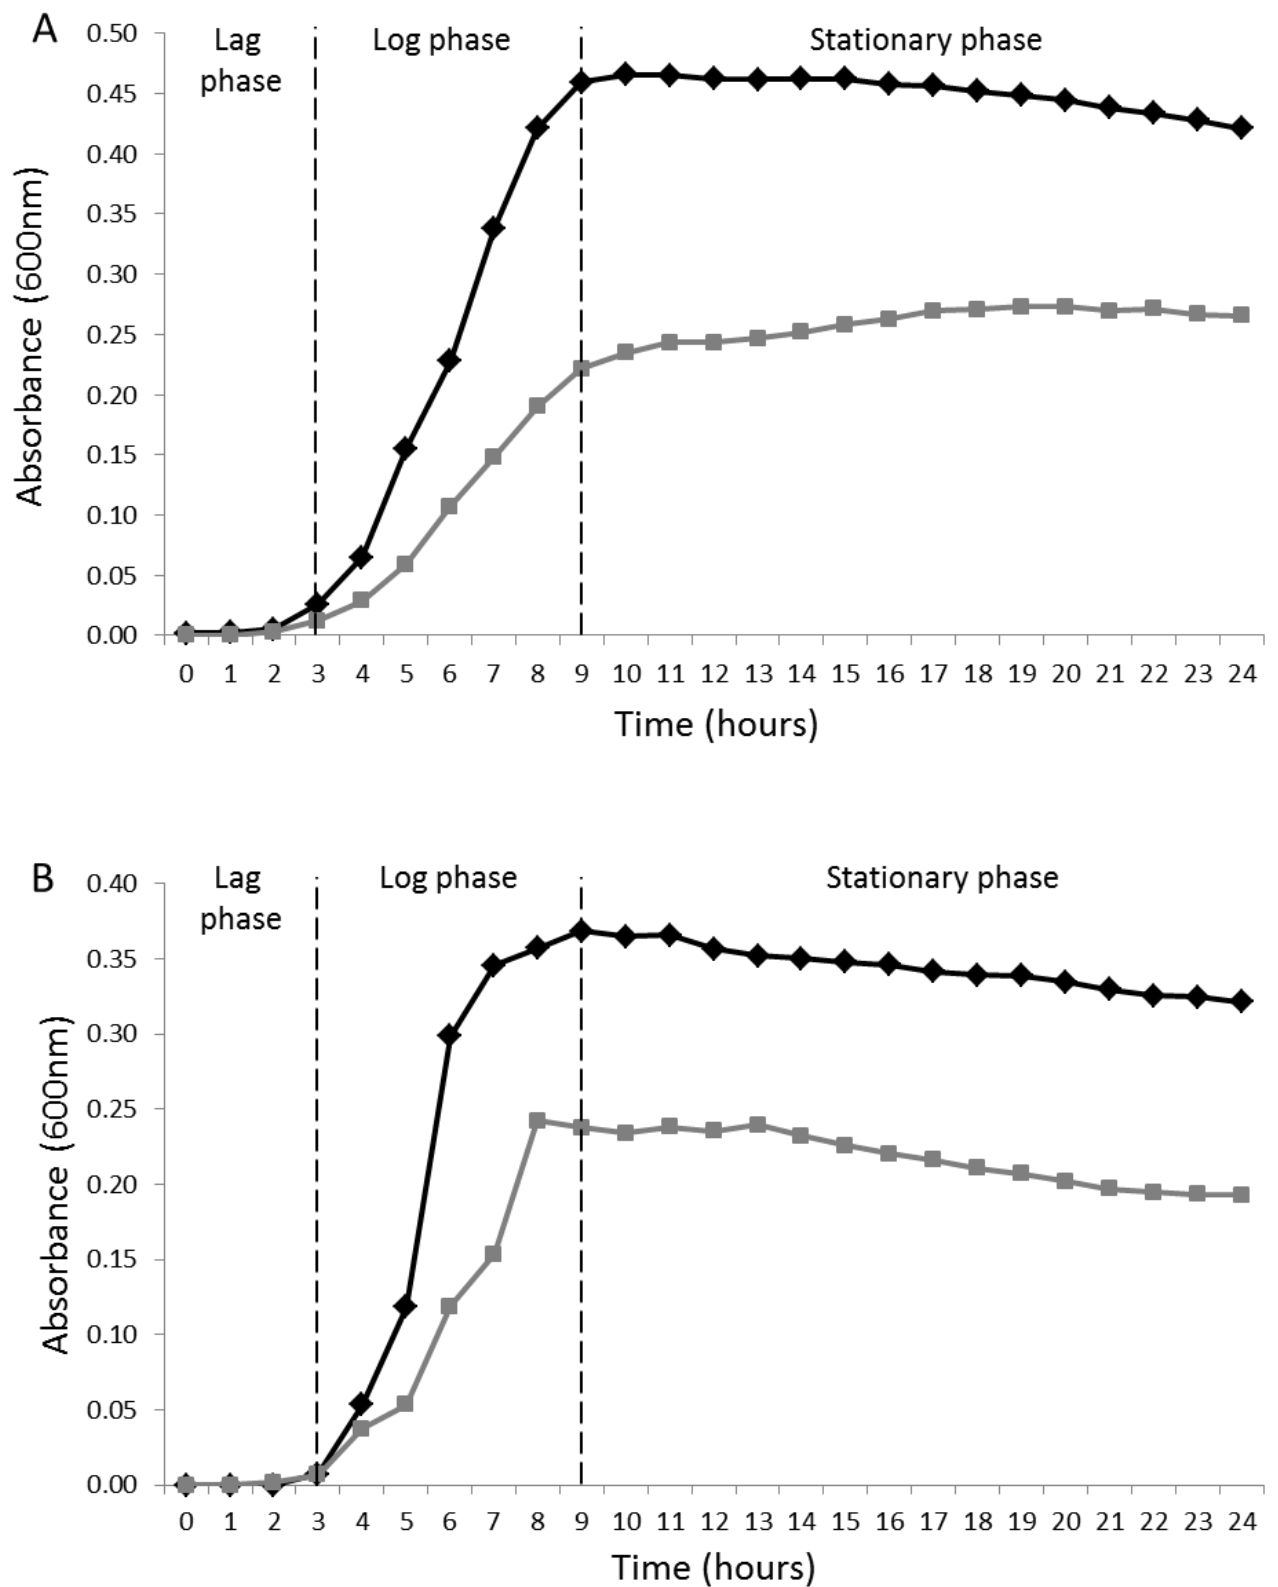 A
Lag
phase
Log phase
Stationary phase
0.50
0.45
0.40
0.35
0.30
0.25
0.20
0.15
0.10
0.05
0.00
Absorbance (600nm)
0 1 2 3 4 5 6 7 8 9 10 11 12 13 14 15 16 17 18 19 20 21 22 23 24
Time (hours)
B
Lag
phase
Log phase
Stationary phase
0.40
0.35
0.30
0.25
0.20
0.15
0.10
0.05
0.00
Absorbance (600nm)
0 1 2 3 4 5 6 7 8 9 10 11 12 13 14 15 16 17 18 19 20 21 22 23 24
Time (hours)